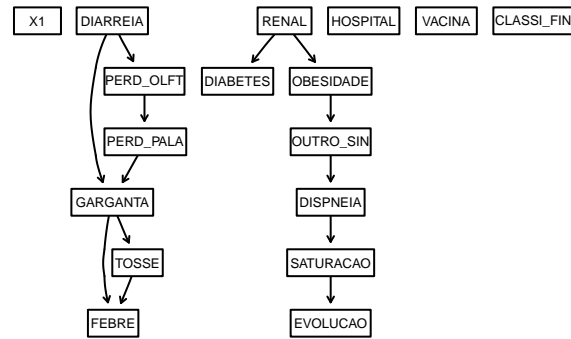 X1 DIARREIA RENAL HOSPITAL VACINA CLASSI_FIN
PERD_OLFT DIABETES OBESIDADE
PERD_PALA OUTRO_SIN
GARGANTA DISPNEIA
TOSSE SATURACAO
FEBRE EVOLUCAO